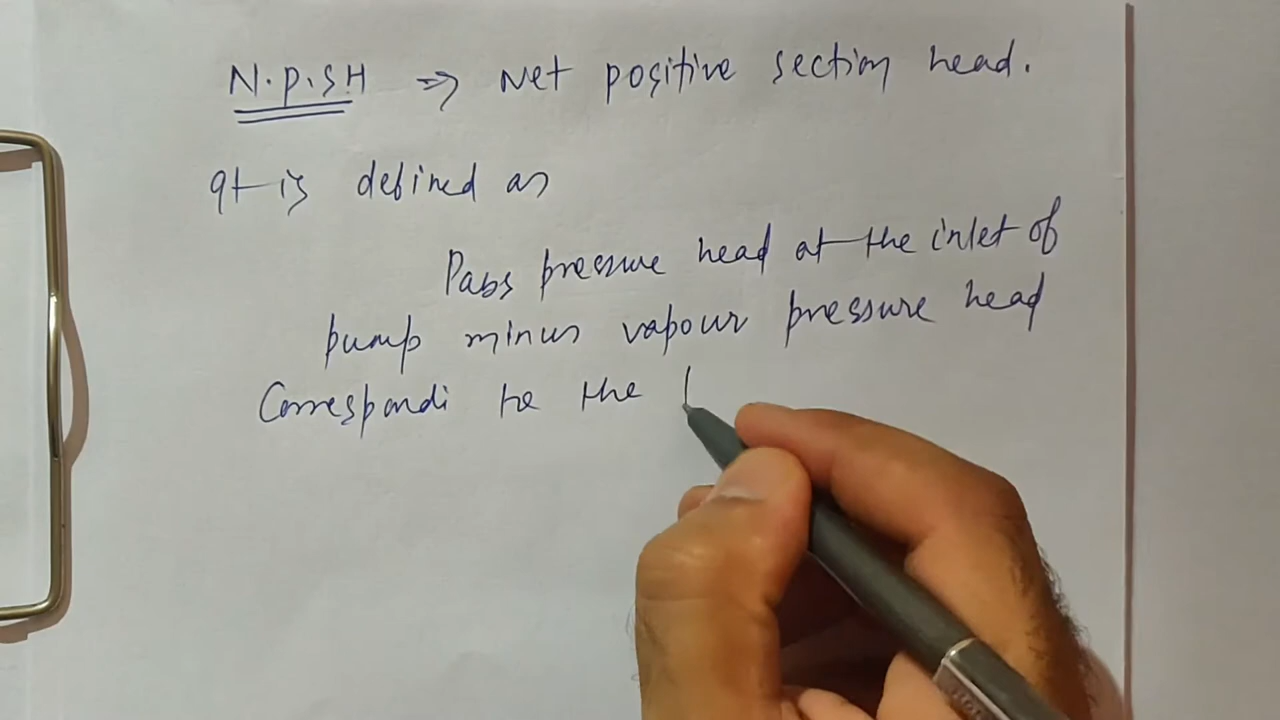 N.P.SH ⇒ Net positive section head.
It is defined as
Pabs pressure head at the inlet of
pump minus vapour pressure head
Correspondi to the